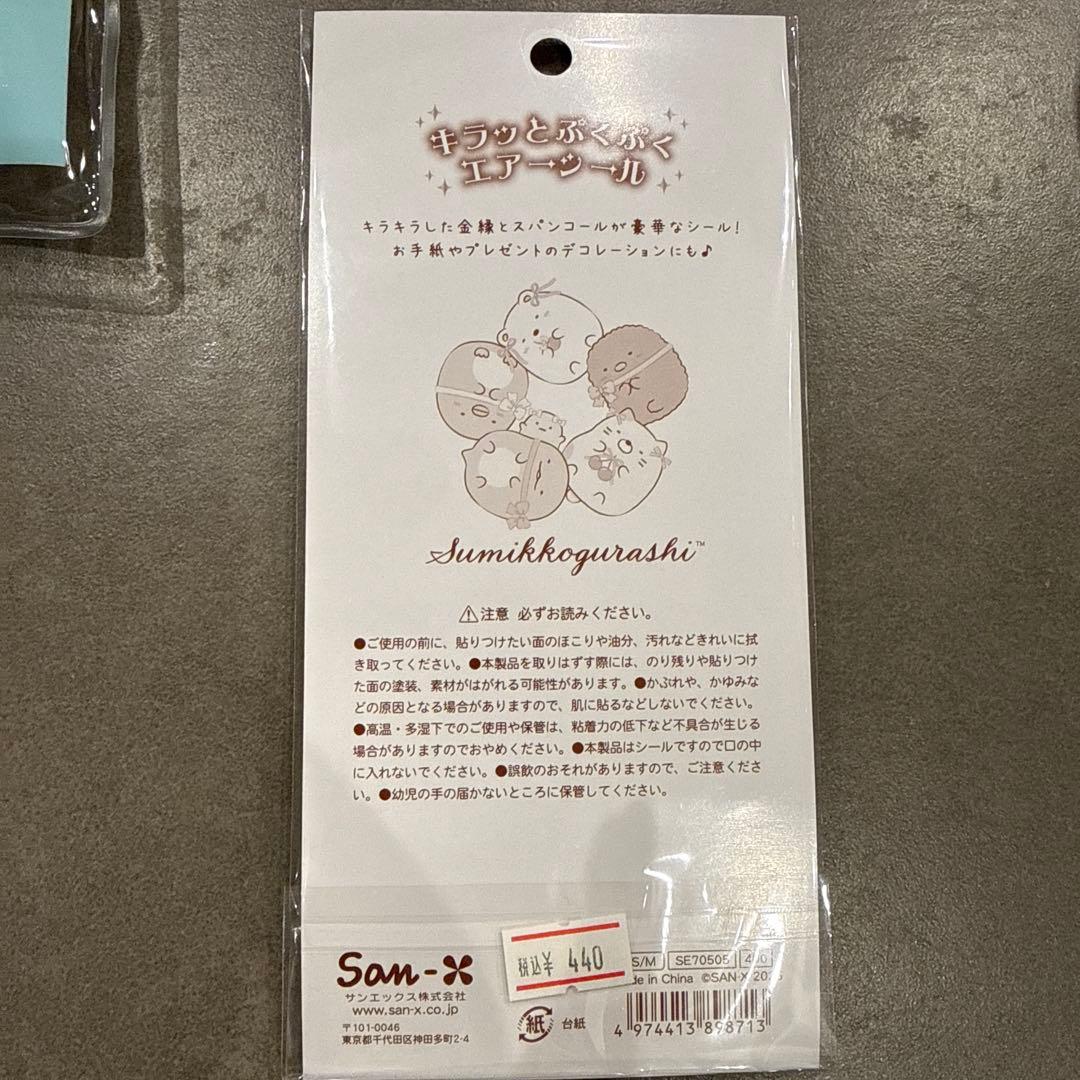 キラッとぷくぷく
エアーシール
キラキラした金縁とスパンコールが豪華なシール!
お手紙やプレゼントのデコレーションにも♪
Sumikkogurashi™
⚠注意 必ずお読みください。
●ご使用の前に、貼りつけたい面のほこりや油分、汚れなどきれいに拭
き取ってください。●本製品を取りはずす際には、のり残りや貼りつけ
た面の塗装、素材がはがれる可能性があります。●かぶれや、かゆみな
どの原因となる場合がありますので、肌に貼るなどしないでください。
●高温・多湿下でのご使用や保管は、粘着力の低下など不具合が生じる
場合がありますのでおやめください。●本製品はシールですので口の中
に入れないでください。●誤飲のおそれがありますので、ご注意くださ
い。●幼児の手の届かないところに保管してください。
San-X
サンエックス株式会社
www.san-x.co.jp
〒101-0046
東京都千代田区神田多町2-4
税込¥ 440
S/M SE70505
in China ©SAN-X
紙 台紙
4 974413 898713